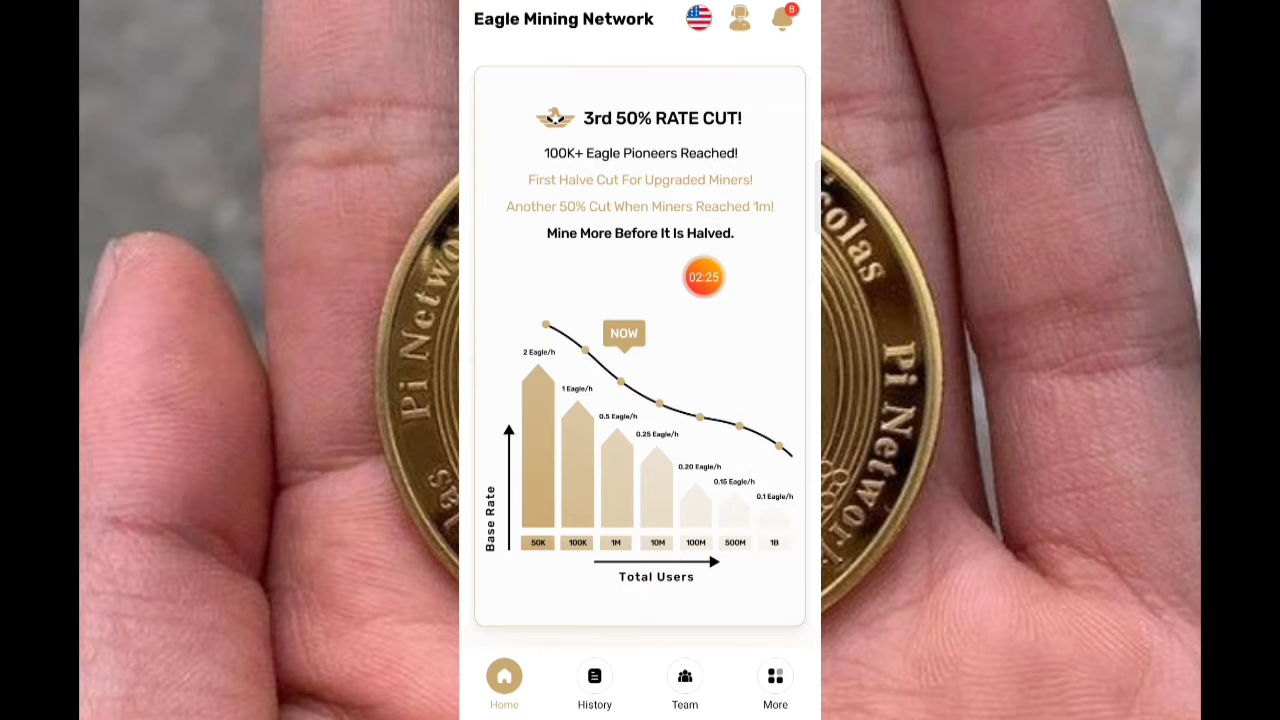 Eagle Mining Network
8
3rd 50% RATE CUT!
100K+ Eagle Pioneers Reached!
First Halve Cut For Upgraded Miners!
Another 50% Cut When Miners Reached 1m!
Mine More Before It Is Halved.
02:25
NOW
2 Eagle/h
1 Eagle/h
0.5 Eagle/h
0.25 Eagle/h
0.20 Eagle/h
0.15 Eagle/h
0.1 Eagle/h
Base Rate
50K
100K
1M
10M
100M
500M
1B
Total Users
Home
History
Team
More
Pi Netw
colas
Pi Network